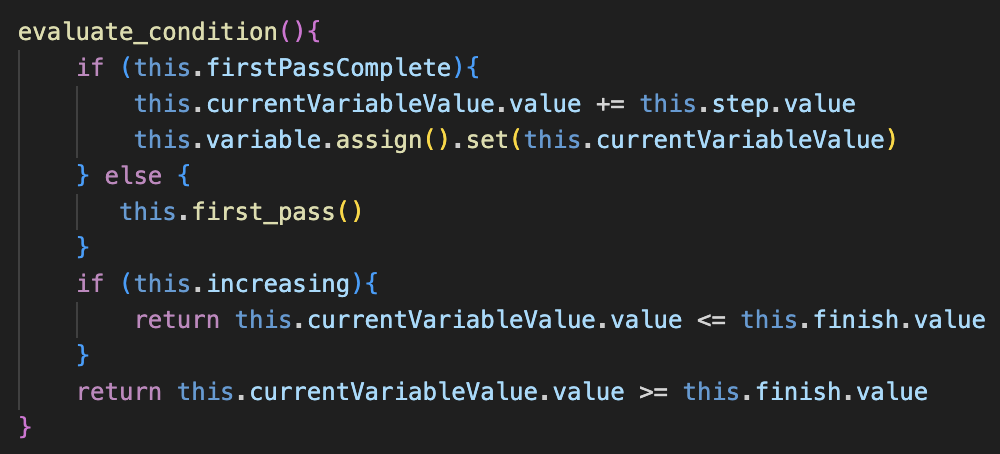 evaluate_condition(){
if (this.firstPassComplete){
this.currentVariableValue.value += this.step.value
this.variable.assign().set(this.currentVariableValue)
} else {
this.first_pass()
}
if (this.increasing){
return this.currentVariableValue.value <= this.finish.value
}
return this.currentVariableValue.value >= this.finish.value
}